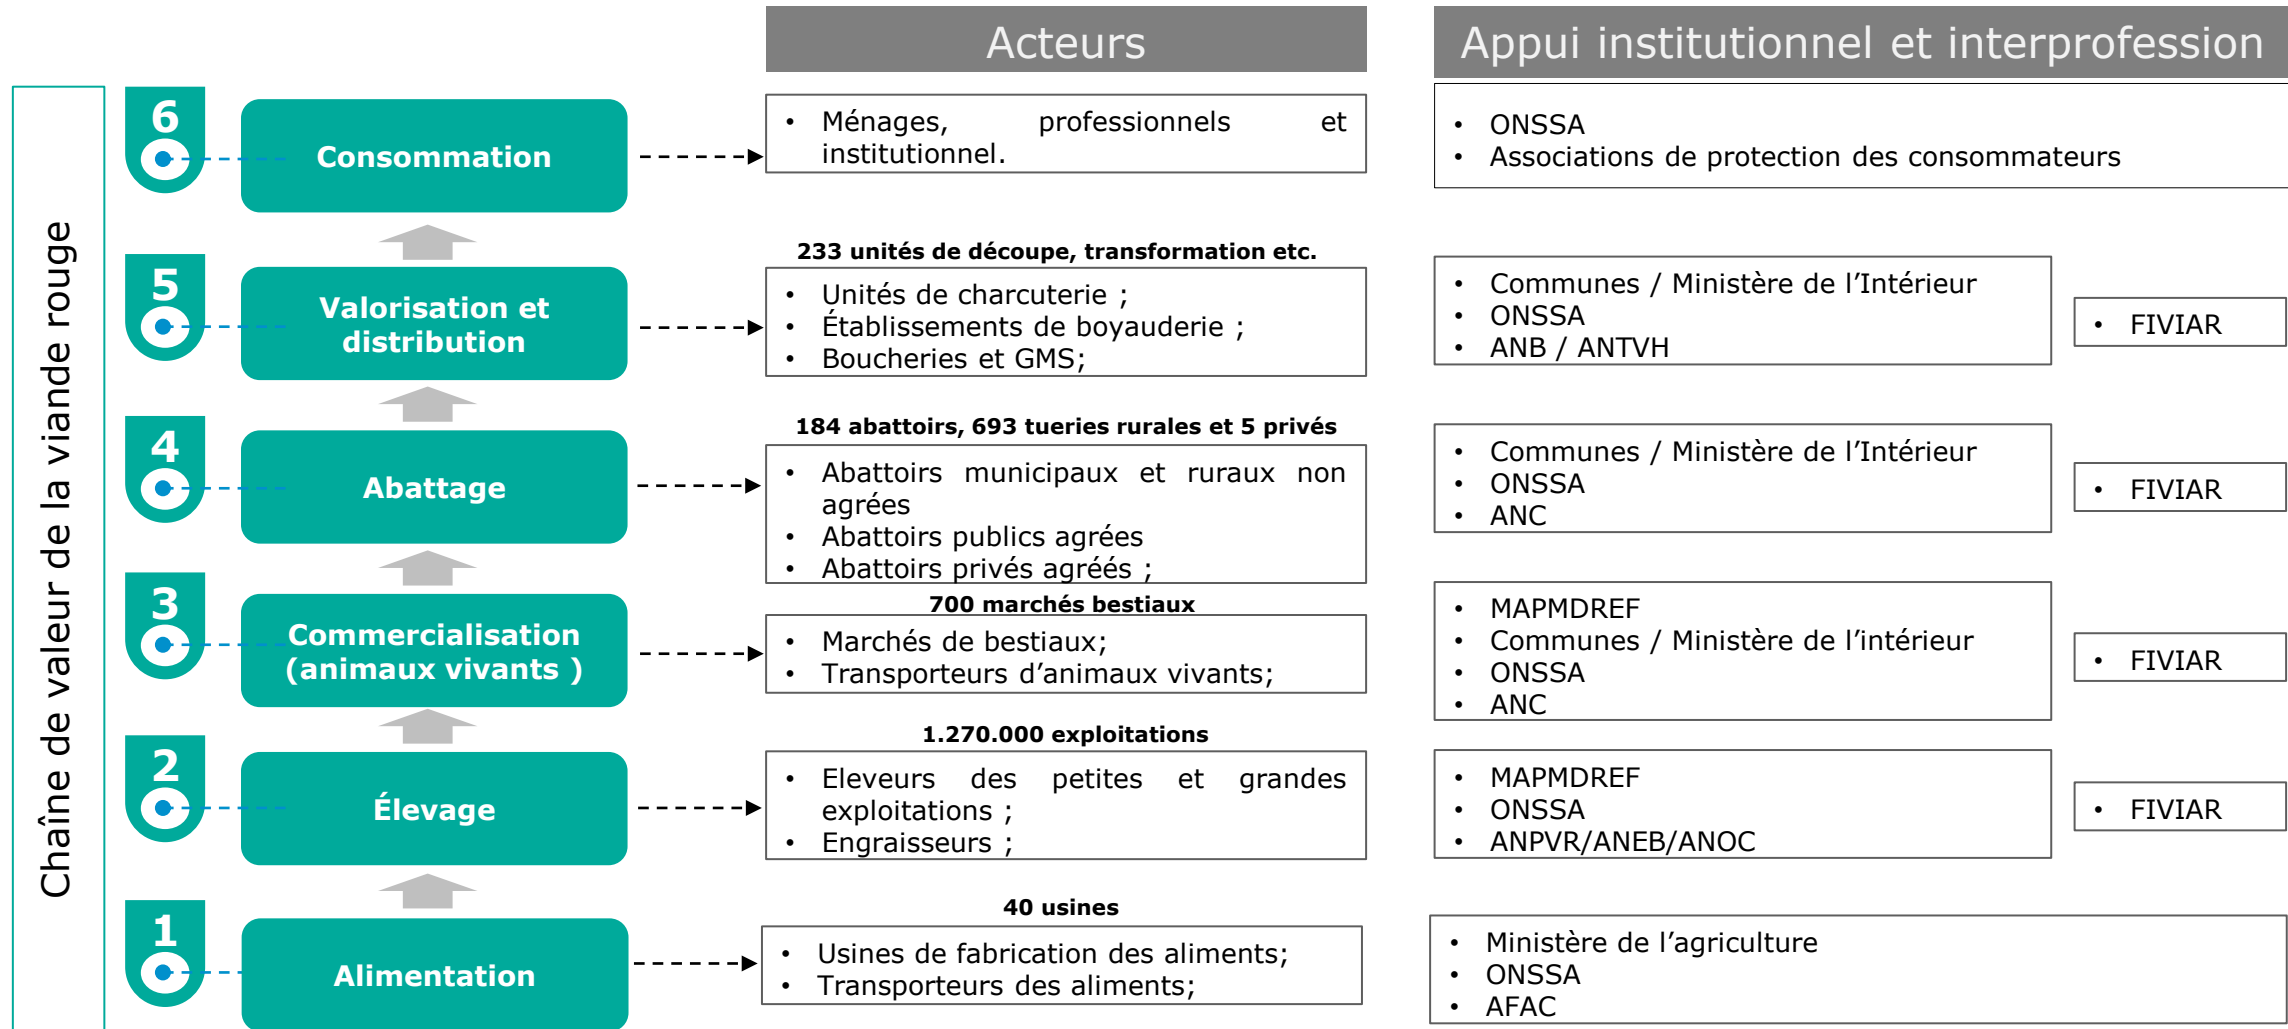 Acteurs
Appui institutionnel et interprofession
Chaîne de valeur de la viande rouge
6
Consommation
• Ménages, professionnels et
institutionnel.
• ONSSA
• Associations de protection des consommateurs
5
Valorisation et
distribution
233 unités de découpe, transformation etc.
• Unités de charcuterie ;
• Établissements de boyauderie ;
• Boucheries et GMS;
• Communes / Ministère de l’Intérieur
• ONSSA
• ANB / ANTVH
• FIVIAR
4
Abattage
184 abattoirs, 693 tueries rurales et 5 privés
• Abattoirs municipaux et ruraux non
agrées
• Abattoirs publics agrées
• Abattoirs privés agréés ;
• Communes / Ministère de l’Intérieur
• ONSSA
• ANC
• FIVIAR
3
Commercialisation
(animaux vivants )
700 marchés bestiaux
• Marchés de bestiaux;
• Transporteurs d’animaux vivants;
• MAPMDREF
• Communes / Ministère de l’intérieur
• ONSSA
• ANC
• FIVIAR
2
Élevage
1.270.000 exploitations
• Eleveurs des petites et grandes
exploitations ;
• Engraisseurs ;
• MAPMDREF
• ONSSA
• ANPVR/ANEB/ANOC
• FIVIAR
1
Alimentation
40 usines
• Usines de fabrication des aliments;
• Transporteurs des aliments;
• Ministère de l’agriculture
• ONSSA
• AFAC